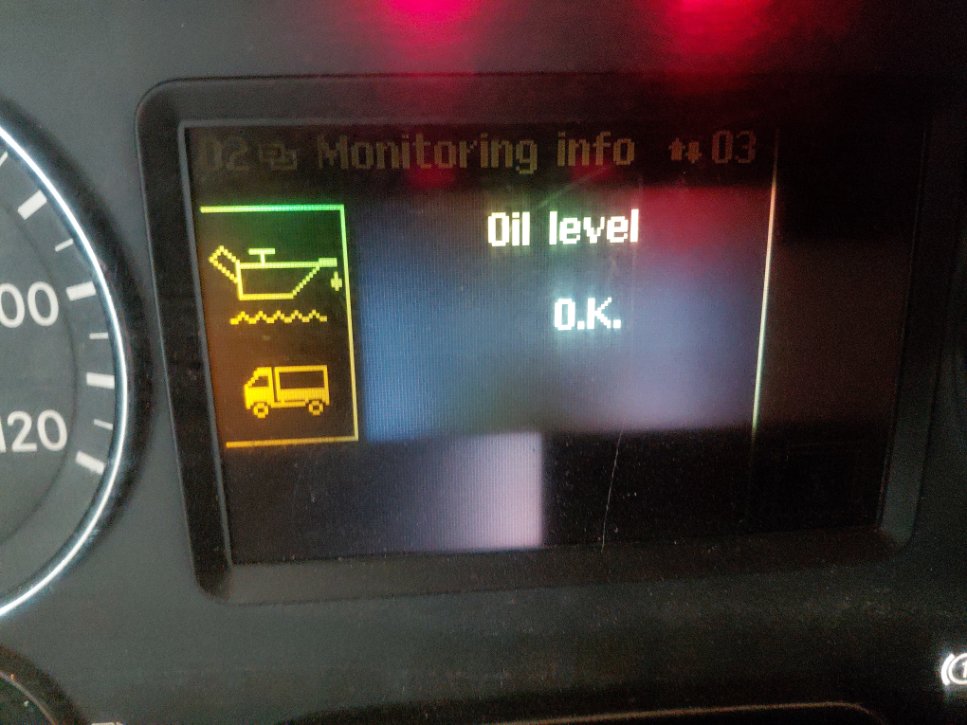 02 Monitoring info 03
Oil level
O.K.
00
120